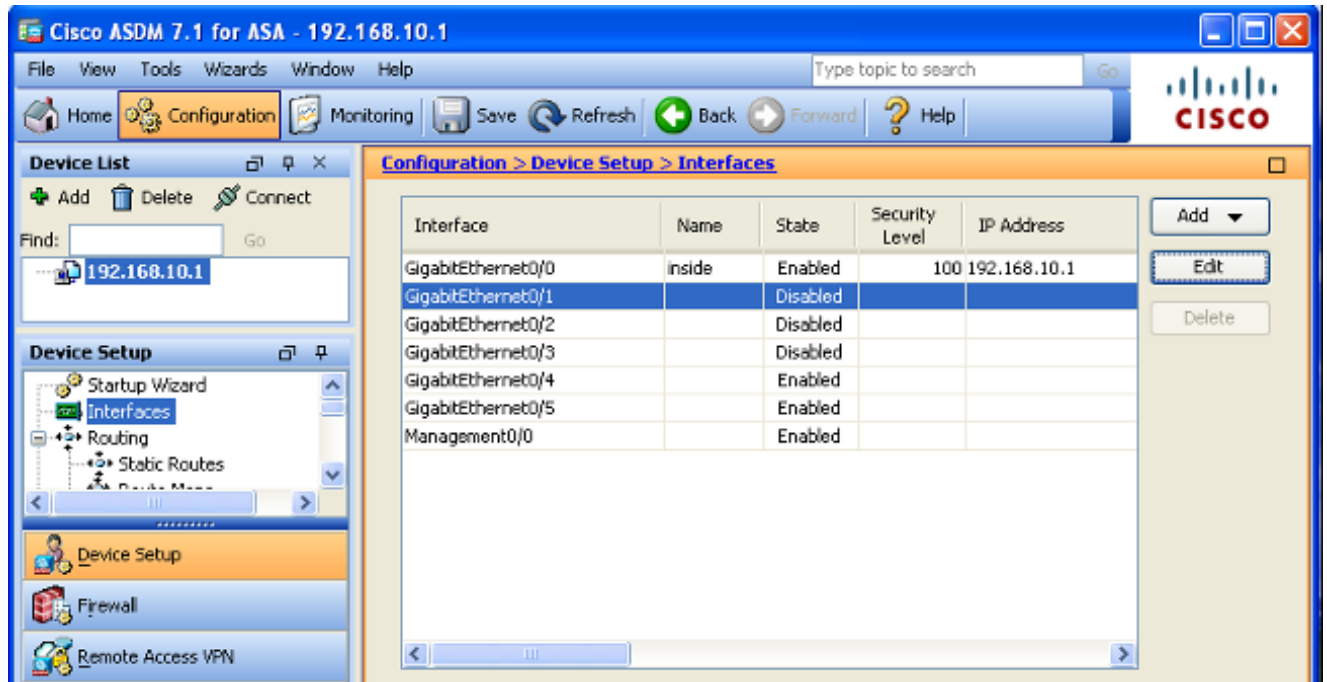 Cisco ASDM 7.1 for ASA - 192.168.10.1
File View Tools Wizards Window Help Type topic to search Go
Home Configuration Monitoring Save Refresh Back Forward Help
CISCO
Device List
Add Delete Connect
Find: Go
192.168.10.1
Device Setup
Startup Wizard
Interfaces
Routing
Static Routes
Device Setup
Firewall
Remote Access VPN
Configuration > Device Setup > Interfaces
Interface Name State Security Level IP Address
GigabitEthernet0/0 inside Enabled 100 192.168.10.1
GigabitEthernet0/1 Disabled
GigabitEthernet0/2 Disabled
GigabitEthernet0/3 Disabled
GigabitEthernet0/4 Enabled
GigabitEthernet0/5 Enabled
Management0/0 Enabled
Add
Edit
Delete